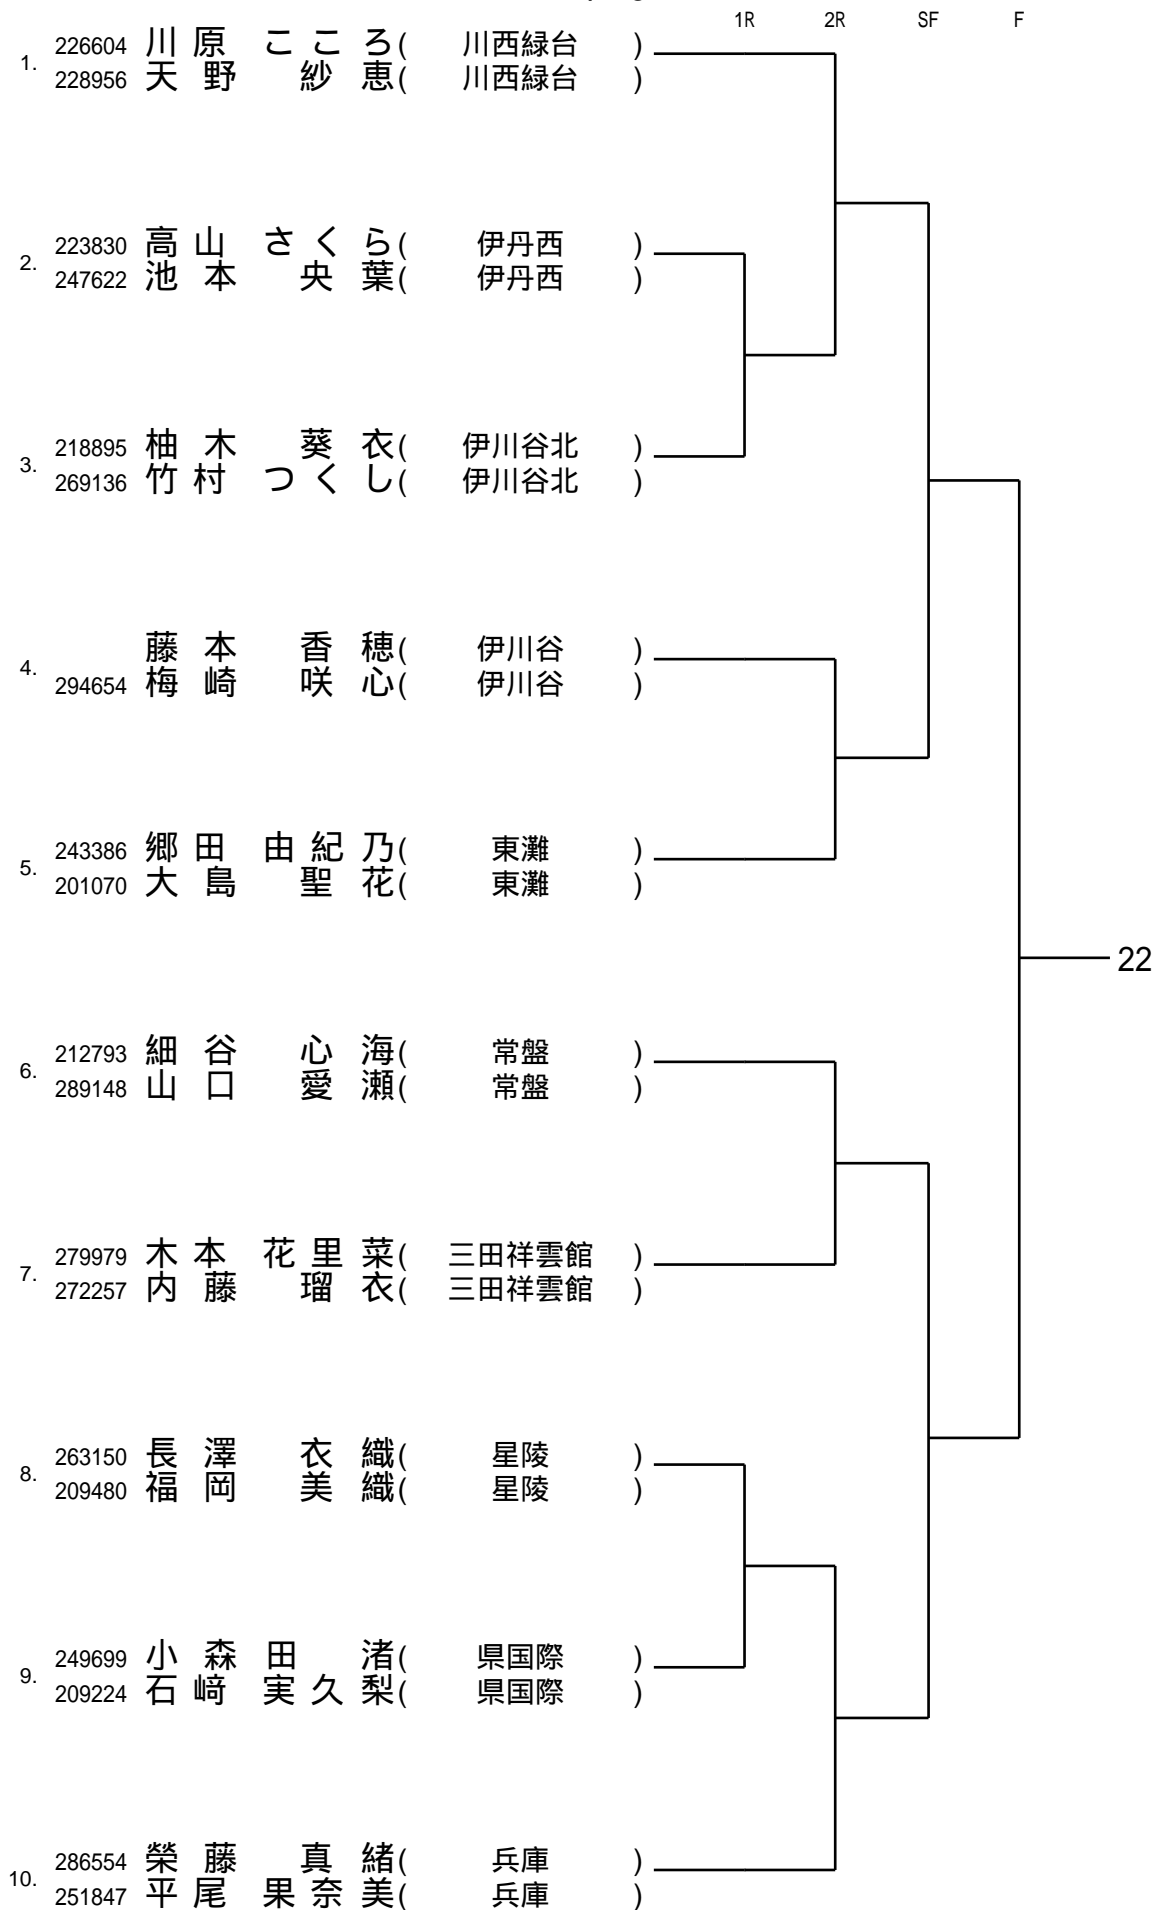 1R 2R SF F
1. 226604 川原 こころ( 川西緑台 )
228956 天野 紗恵( 川西緑台 )
2. 223830 高山 さくら( 伊丹西 )
247622 池本 央葉( 伊丹西 )
3. 218895 柚木 葵衣( 伊川谷北 )
269136 竹村 つくし( 伊川谷北 )
4. 藤本 香穂( 伊川谷 )
294654 梅崎 咲心( 伊川谷 )
5. 243386 郷田 由紀乃( 東灘 )
201070 大島 聖花( 東灘 )
22
6. 212793 細谷 心海( 常盤 )
289148 山口 愛瀬( 常盤 )
7. 279979 木本 花里菜( 三田祥雲館 )
272257 内藤 瑠衣( 三田祥雲館 )
8. 263150 長澤 衣織( 星陵 )
209480 福岡 美織( 星陵 )
9. 249699 小森田 渚( 県国際 )
209224 石﨑 実久梨( 県国際 )
10. 286554 榮藤 真緒( 兵庫 )
251847 平尾 果奈美( 兵庫 )